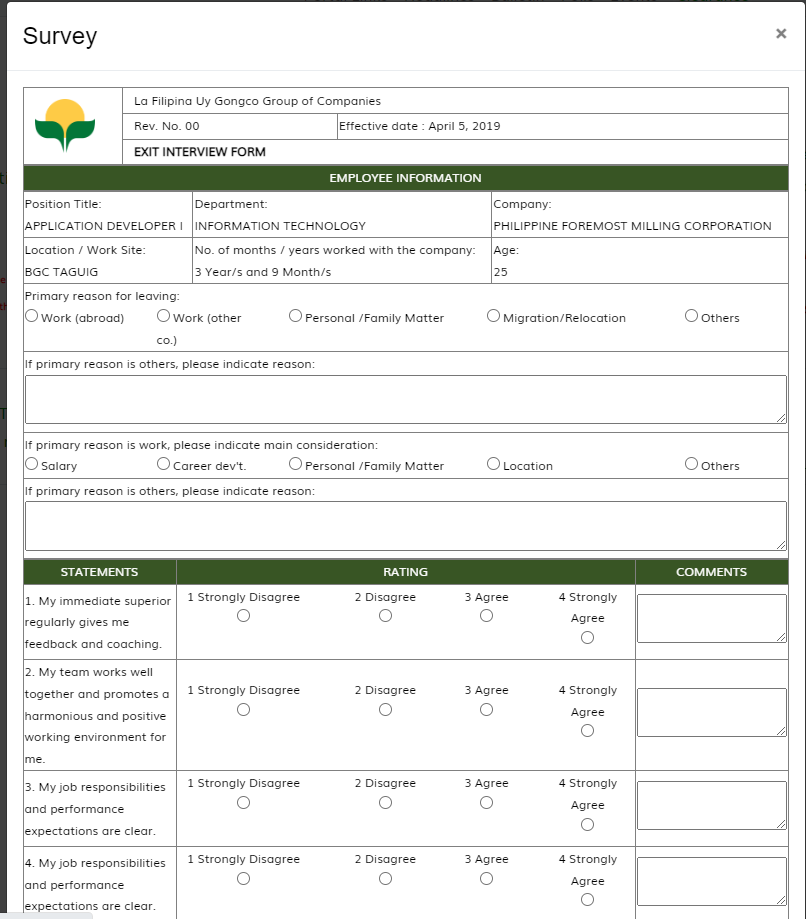 Survey
×
La Filipina Uy Gongco Group of Companies
Rev. No. 00
Effective date : April 5, 2019
EXIT INTERVIEW FORM
EMPLOYEE INFORMATION
Position Title:
APPLICATION DEVELOPER I
Department:
INFORMATION TECHNOLOGY
Company:
PHILIPPINE FOREMOST MILLING CORPORATION
Location / Work Site:
BGC TAGUIG
No. of months / years worked with the company:
3 Year/s and 9 Month/s
Age:
25
Primary reason for leaving:
Work (abroad)
Work (other
co.)
Personal /Family Matter
Migration/Relocation
Others
If primary reason is others, please indicate reason:
If primary reason is work, please indicate main consideration:
Salary
Career dev't.
Personal /Family Matter
Location
Others
If primary reason is others, please indicate reason:
STATEMENTS
RATING
COMMENTS
1. My immediate superior
regularly gives me
feedback and coaching.
1 Strongly Disagree
2 Disagree
3 Agree
4 Strongly
Agree
2. My team works well
together and promotes a
harmonious and positive
working environment for
me.
1 Strongly Disagree
2 Disagree
3 Agree
4 Strongly
Agree
3. My job responsibilities
and performance
expectations are clear.
1 Strongly Disagree
2 Disagree
3 Agree
4 Strongly
Agree
4. My job responsibilities
and performance
expectations are clear.
1 Strongly Disagree
2 Disagree
3 Agree
4 Strongly
Agree